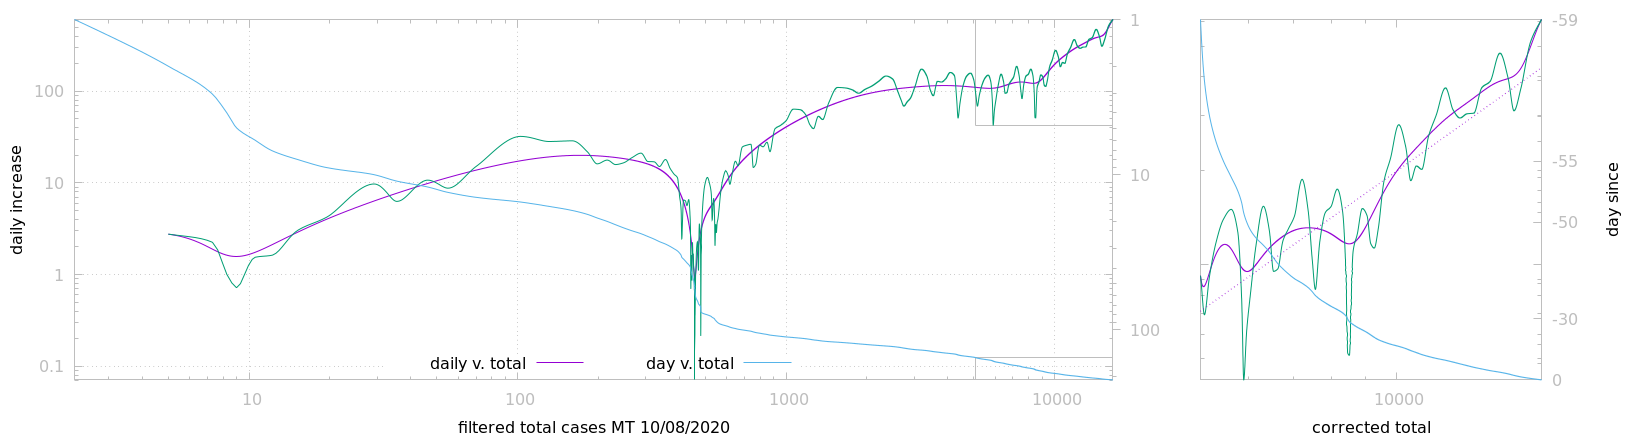 daily increase
100
10
1
0.1
10
100
1000
10000
filtered total cases MT 10/08/2020
daily v. total
day v. total
1
10
100
-59
-55
-50
-30
0
day since
10000
corrected total